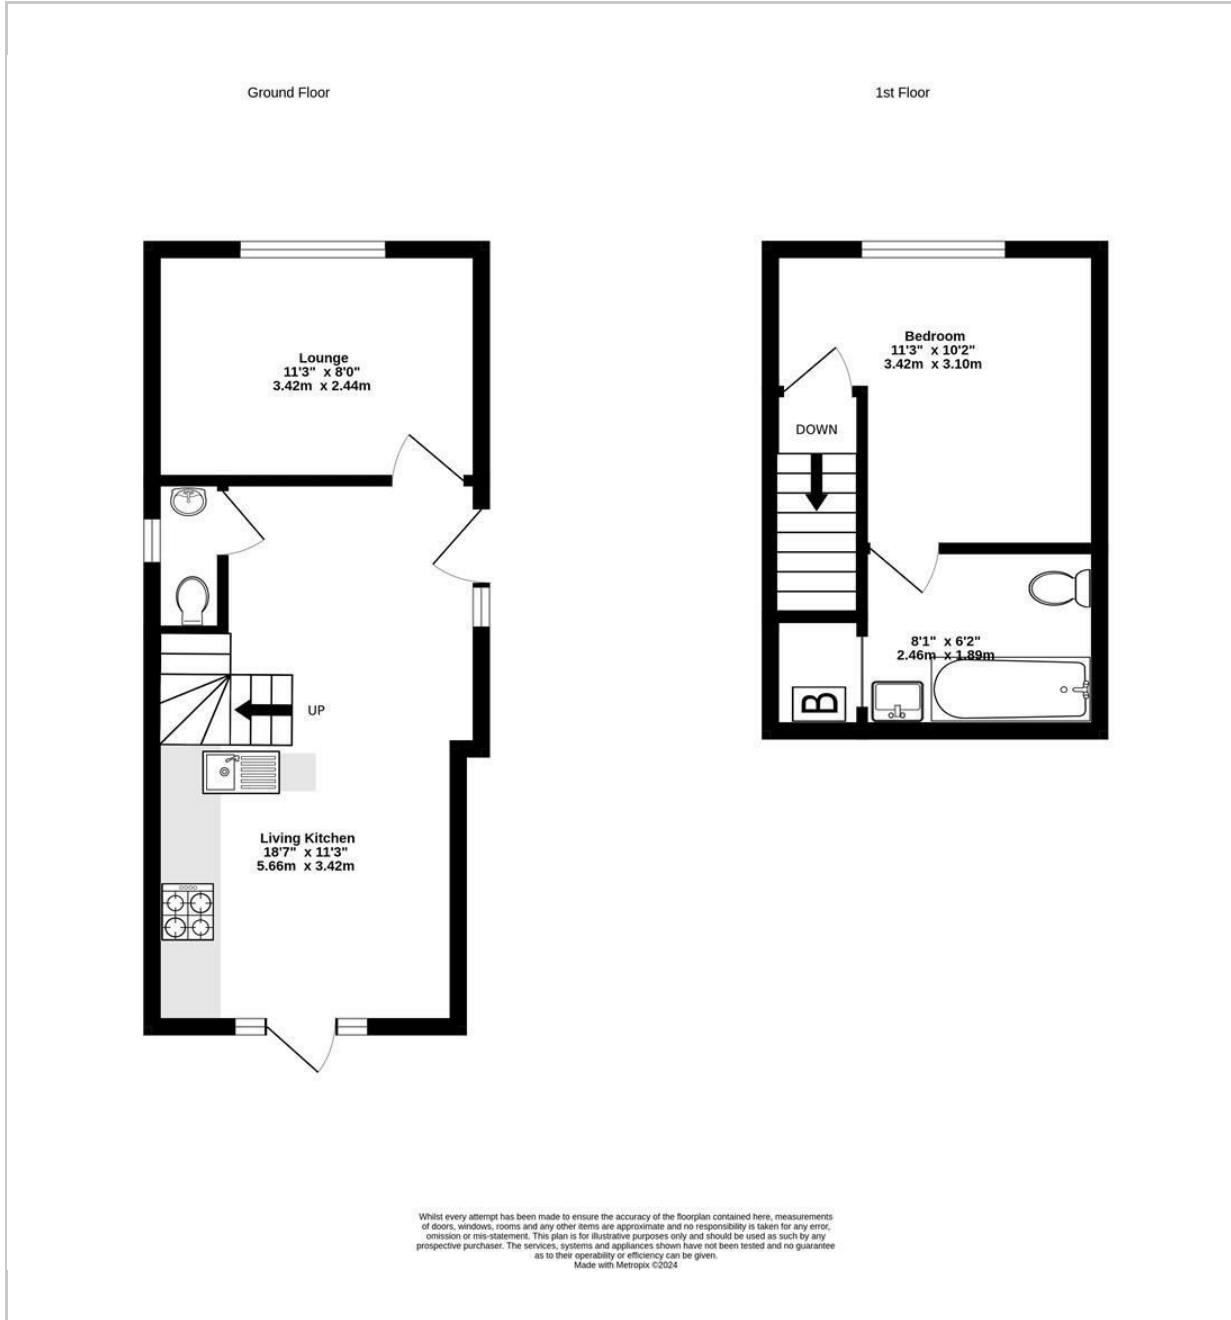 Ground Floor
1st Floor
Lounge
11'3" x 8'0"
3.42m x 2.44m
Bedroom
11'3" x 10'2"
3.42m x 3.10m
DOWN
8'1" x 6'2"
2.46m x 1.89m
B
UP
Living Kitchen
18'7" x 11'3"
5.66m x 3.42m
Whilst every attempt has been made to ensure the accuracy of the floorplan contained here, measurements
of doors, windows, rooms and any other items are approximate and no responsibility is taken for any error,
omission or mis-statement. This plan is for illustrative purposes only and should be used as such by any
prospective purchaser. The services, systems and appliances shown have not been tested and no guarantee
as to their operability or efficiency can be given.
Made with Metropix ©2024